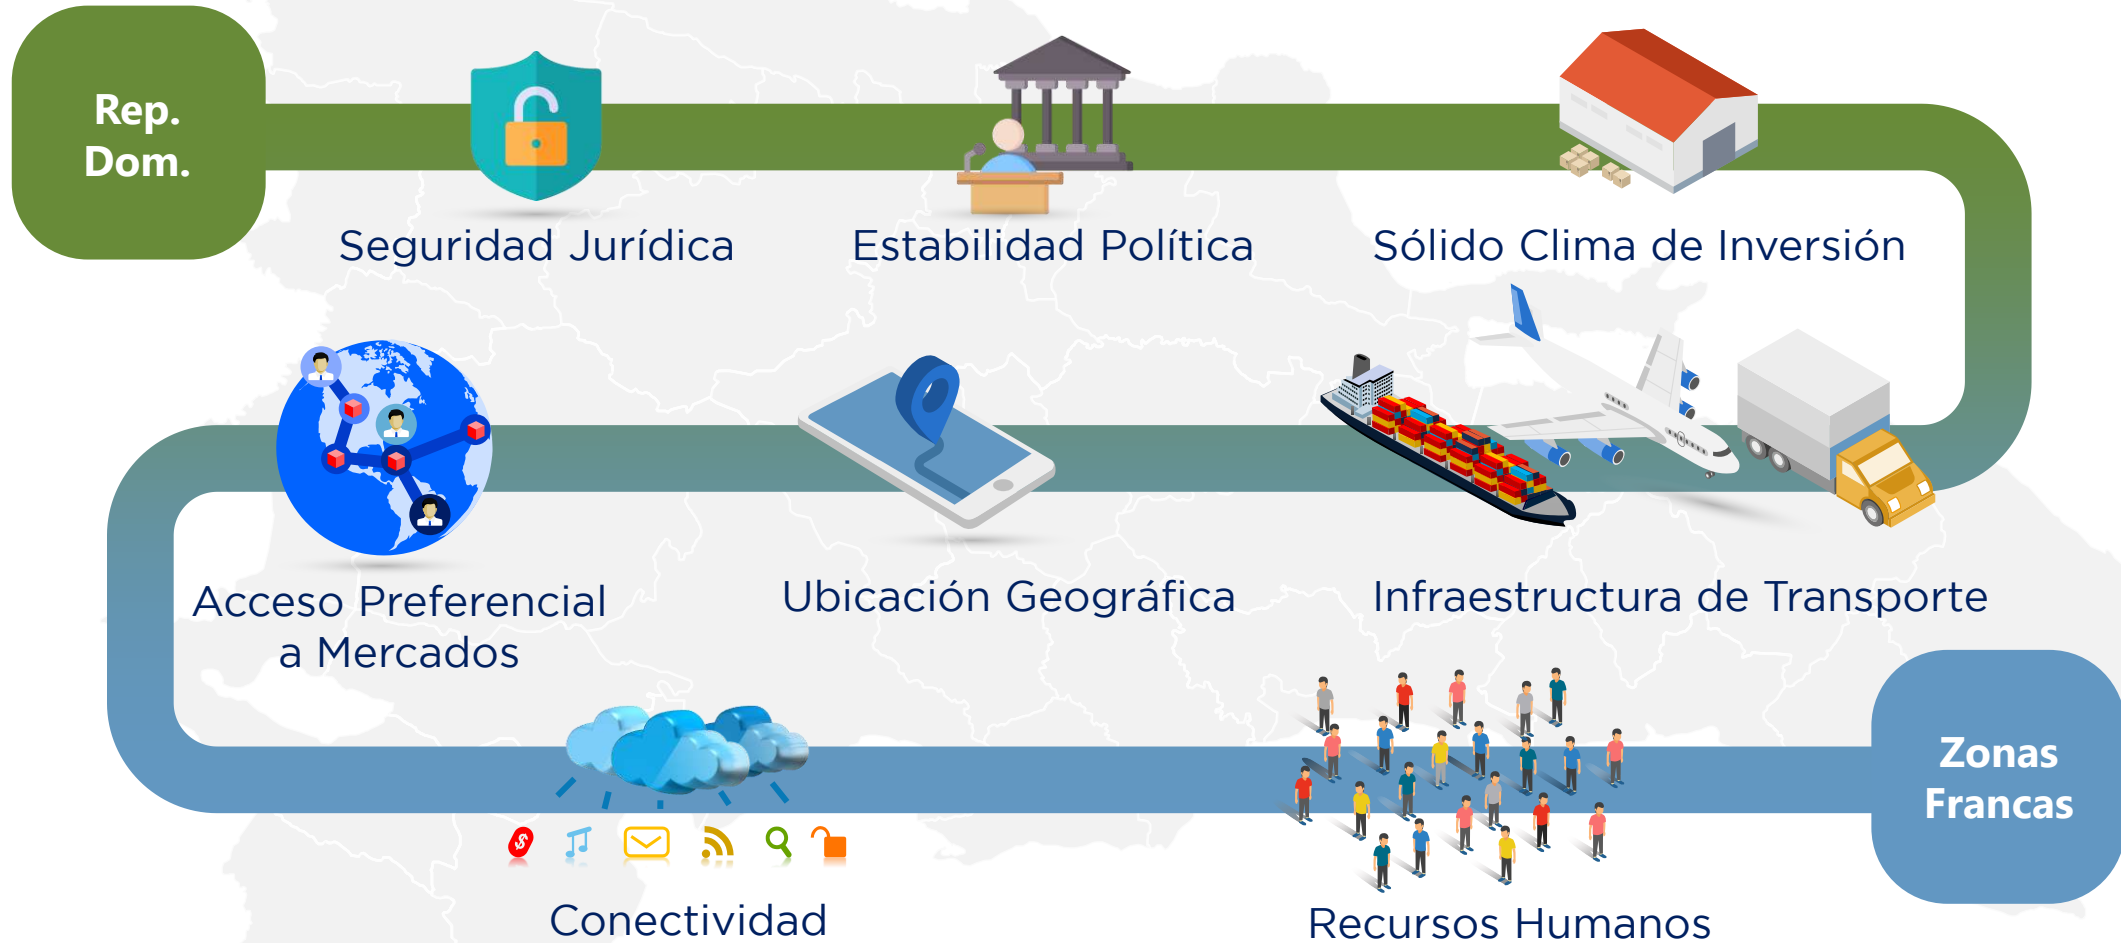 Rep.
Dom.
Seguridad Jurídica
Estabilidad Política
Sólido Clima de Inversión
Acceso Preferencial
a Mercados
Ubicación Geográfica
Infraestructura de Transporte
Zonas
Francas
$
Conectividad
Recursos Humanos